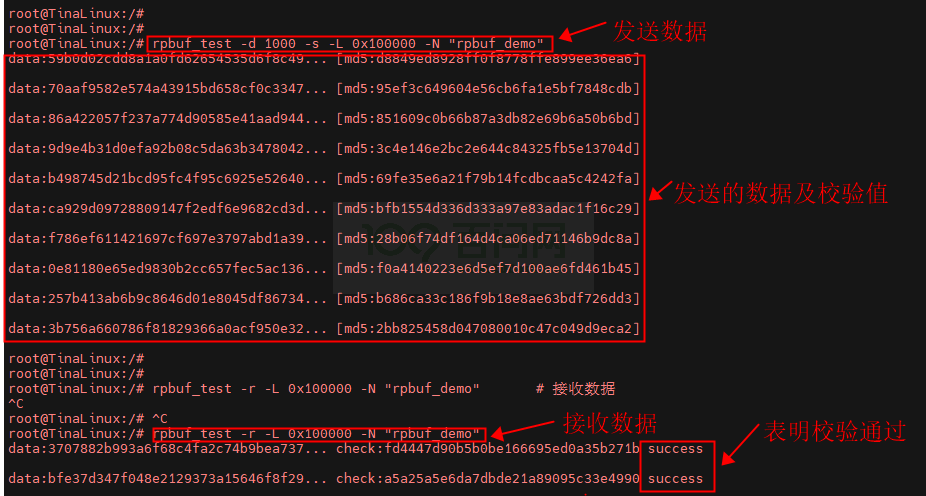 root@TinaLinux:/#
root@TinaLinux:/#
root@TinaLinux:/# rpbuf_test -d 1000 -s -L 0x100000 -N "rpbuf_demo"
发送数据
data:59b0d02cdd8a1a0fd62654535d6f8c49... [md5:d8849ed8928ff0f8778ffe899ee36ea6]
data:70aaf9582e574a43915bd658cf0c3347... [md5:95ef3c649604e56cb6fa1e5bf7848cdb]
data:86a422057f237a774d90585e41aad944... [md5:851609c0b66b87a3db82e69b6a50b6bd]
data:9d9e4b31d0efa92b08c5da63b3478042... [md5:3c4e146e2bc2e644c84325fb5e13704d]
data:b498745d21bcd95fc4f95c6925e52640... [md5:69fe35e6a21f79b14fcdbcaa5c4242fa]
发送的数据及校验值
data:ca929d09728809147f2edf6e9682cd3d... [md5:bfb1554d336d333a97e83adac1f16c29]
data:f786ef611421697cf697e3797abd1a39... [md5:28b06f74df164d4ca06ed71146b9dc8a]
data:0e81180e65ed9830b2cc657fec5ac136... [md5:f0a4140223e6d5ef7d100ae6fd461b45]
data:257b413ab6b9c8646d01e8045df86734... [md5:b686ca33c186f9b18e8ae63bdf726dd3]
data:3b756a660786f81829366a0acf950e32... [md5:2bb825458d047080010c47c049d9eca2]
root@TinaLinux:/#
root@TinaLinux:/#
root@TinaLinux:/# rpbuf_test -r -L 0x100000 -N "rpbuf_demo" # 接收数据
^C
root@TinaLinux:/# ^C
接收数据
root@TinaLinux:/# rpbuf_test -r -L 0x100000 -N "rpbuf_demo"
表明校验通过
data:3707882b993a6f68c4fa2c74b9bea737... check:fd4447d90b5b0be166695ed0a35b271b success
data:bfe37d347f048e2129373a15646f8f29... check:a5a25a5e6da7dbde21a89095c33e4990 success